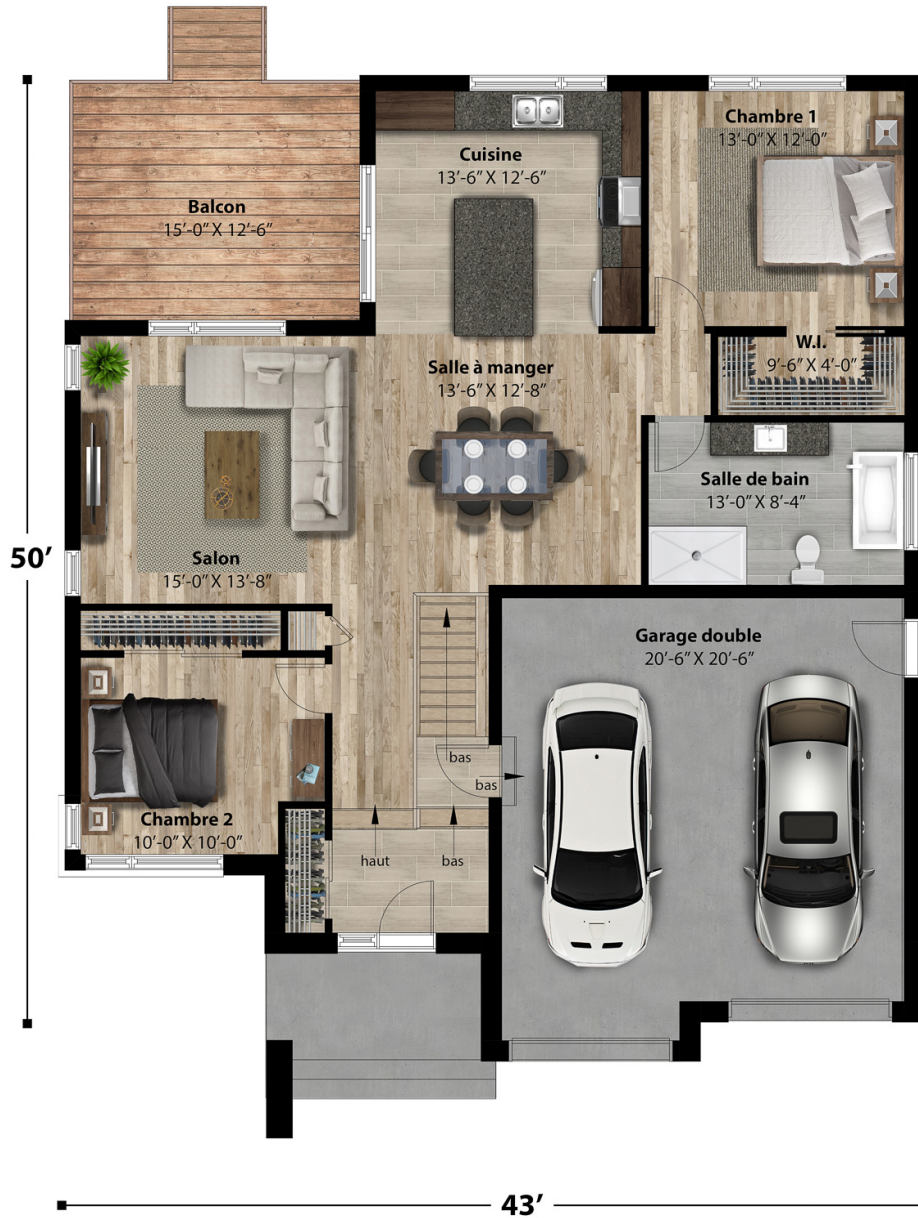 Chambre 1
13’-0” X 12’-0”
Cuisine
13’-6” X 12’-6”
Balcon
15’-0” X 12’-6”
W.I.
9’-6” X 4’-0”
Salle à manger
13’-6” X 12’-8”
Salle de bain
13’-0” X 8’-4”
50’
Salon
15’-0” X 13’-8”
Garage double
20’-6” X 20’-6”
bas
bas
Chambre 2
10’-0” X 10’-0”
haut
bas
43’